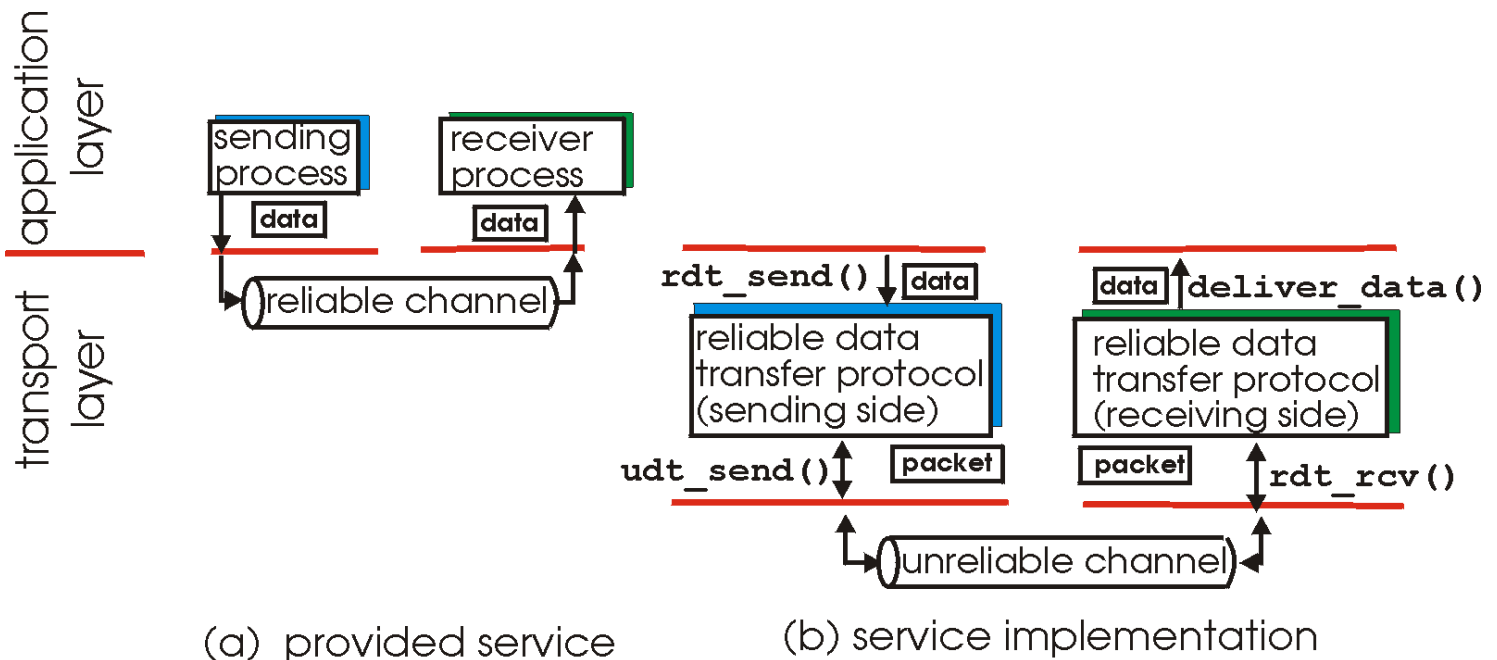 application
layer
transport
layer
sending
process
data
receiver
process
data
reliable channel
(a) provided service
rdt_send()
data
reliable data
transfer protocol
(sending side)
udt_send()
packet
data
deliver_data()
reliable data
transfer protocol
(receiving side)
packet
rdt_rcv()
unreliable channel
(b) service implementation